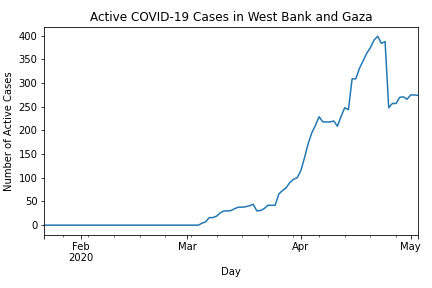 Active COVID-19 Cases in West Bank and Gaza
Number of Active Cases
400
350
300
250
200
150
100
50
0
Feb
2020
Mar
Apr
May
Day